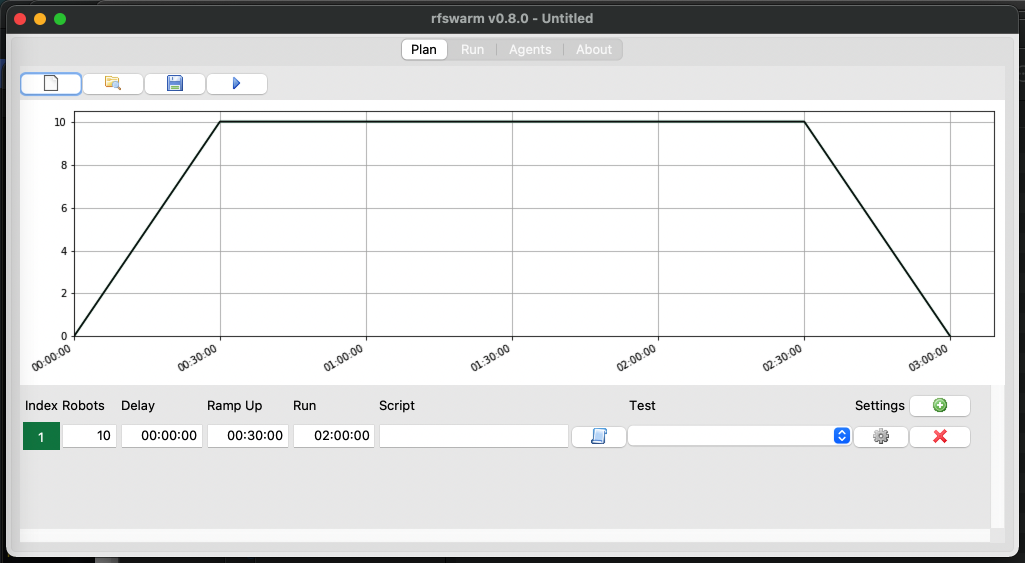 rfswarm v0.8.0 - Untitled
Plan Run Agents About
10
8
6
4
2
0
00:00:00 00:30:00 01:00:00 01:30:00 02:00:00 02:30:00 03:00:00
Index Robots Delay Ramp Up Run Script Test Settings
1 10 00:00:00 00:30:00 02:00:00